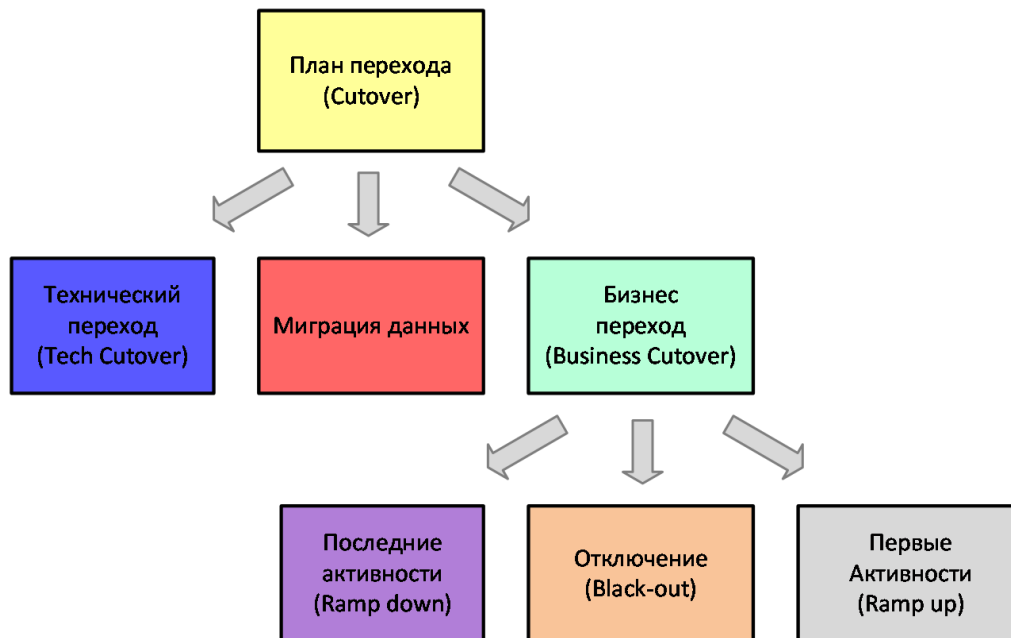 План перехода
(Cutover)
Технический
переход
(Tech Cutover)
Миграция данных
Бизнес
переход
(Business Cutover)
Последние
активности
(Ramp down)
Отключение
(Black-out)
Первые
Активности
(Ramp up)